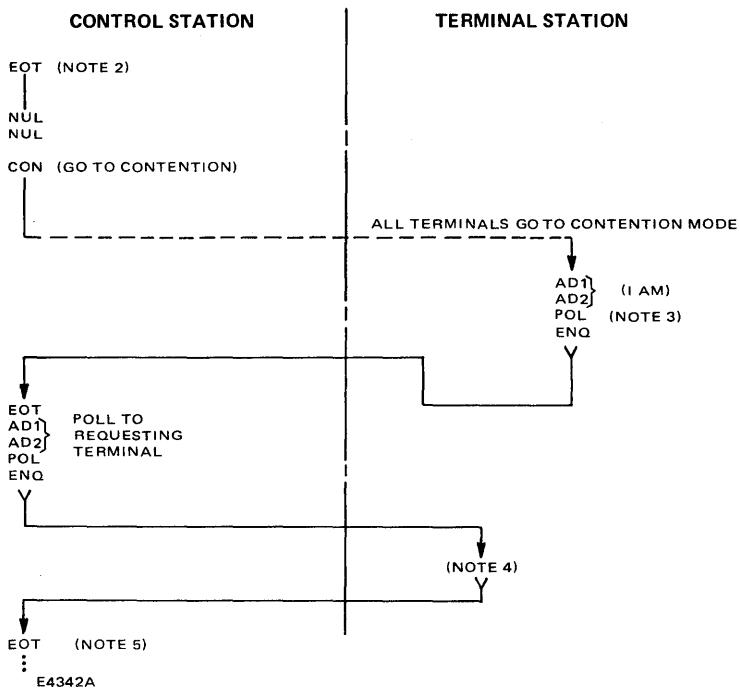 CONTROL STATION
TERMINAL STATION
EOT (NOTE 2)
NUL
NUL
CON (GO TO CONTENTION)
ALL TERMINALS GO TO CONTENTION MODE
AD1
AD2
(I AM)
POL (NOTE 3)
ENQ
EOT
AD1
AD2
POL
ENQ
POLL TO
REQUESTING
TERMINAL
(NOTE 4)
EOT (NOTE 5)
E4342A